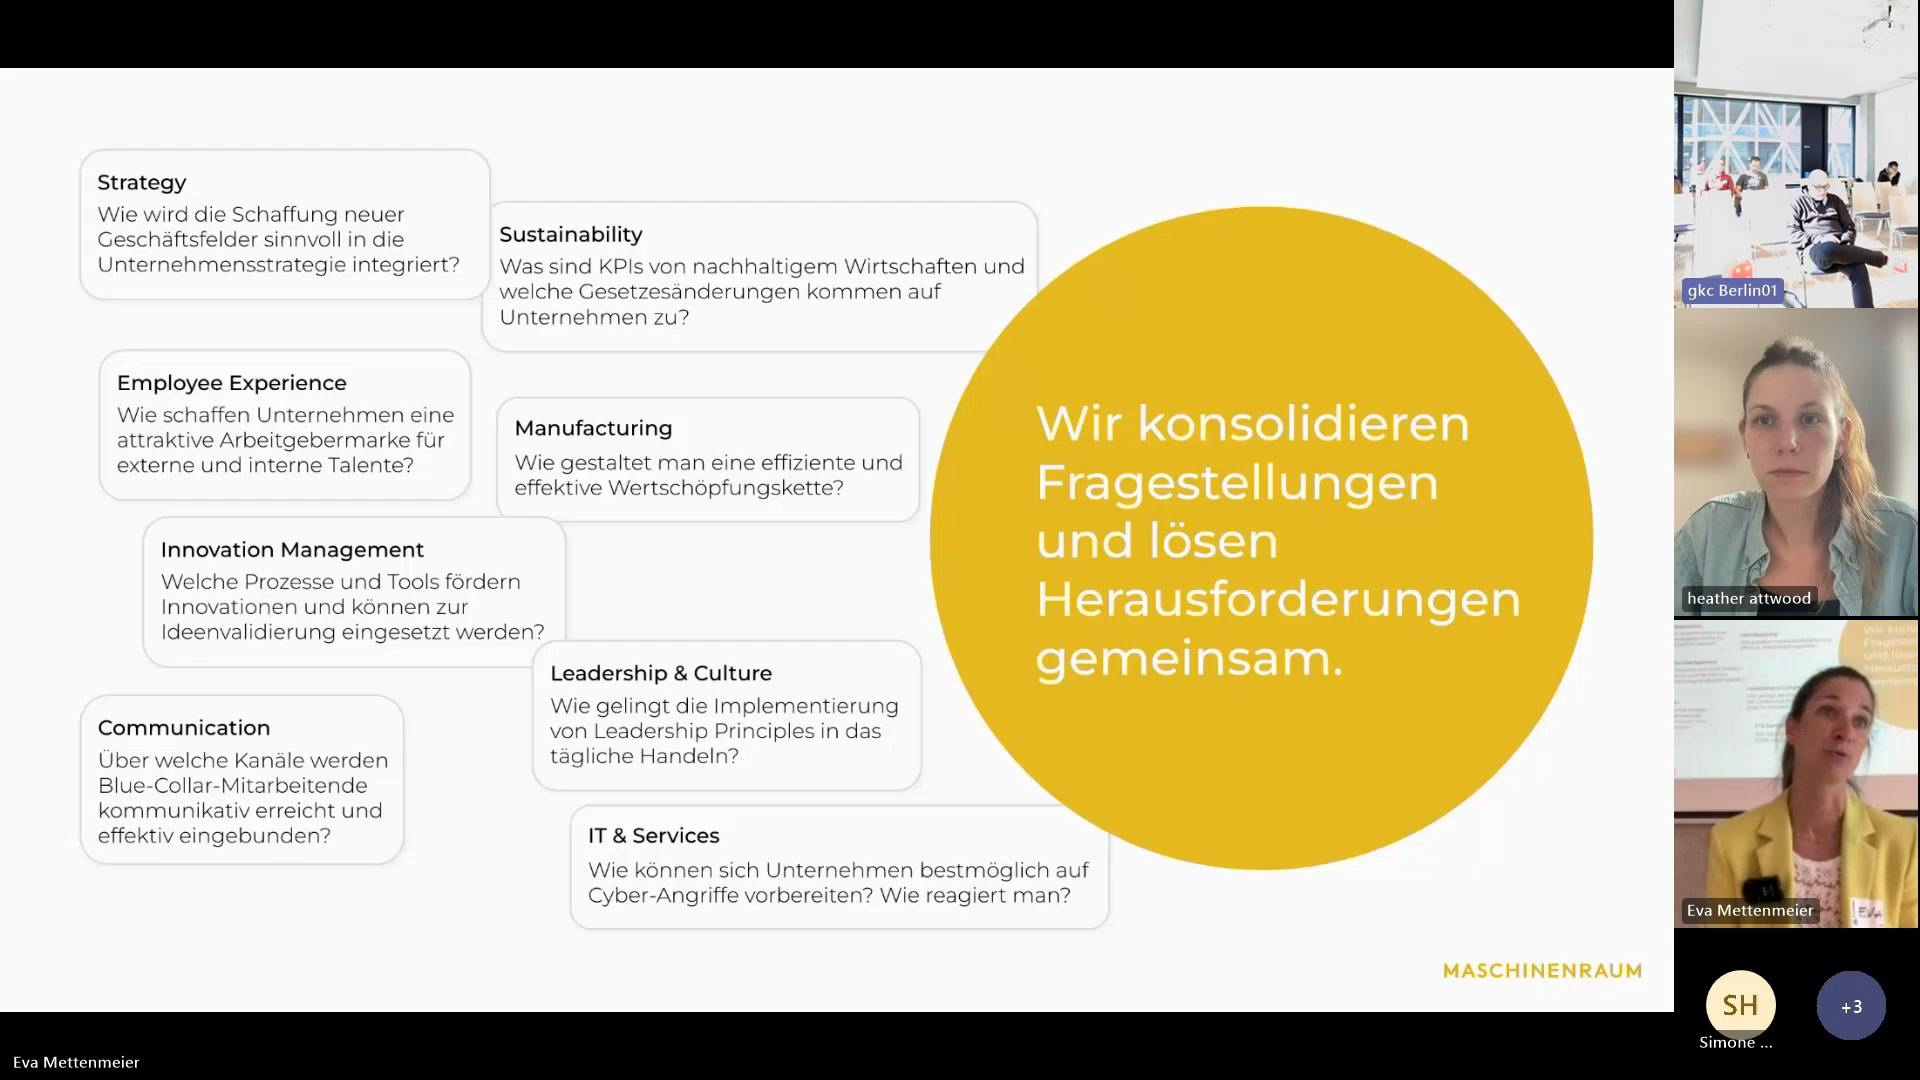 Strategy
Wie wird die Schaffung neuer
Geschäftsfelder sinnvoll in die
Unternehmensstrategie integriert?
Sustainability
Was sind KPIs von nachhaltigem Wirtschaften und
welche Gesetzesänderungen kommen auf
Unternehmen zu?
Employee Experience
Wie schaffen Unternehmen eine
attraktive Arbeitgebermarke für
externe und interne Talente?
Manufacturing
Wie gestaltet man eine effiziente und
effektive Wertschöpfungskette?
Innovation Management
Welche Prozesse und Tools fördern
Innovationen und können zur
Ideenvalidierung eingesetzt werden?
Leadership & Culture
Wie gelingt die Implementierung
von Leadership Principles in das
tägliche Handeln?
Communication
Über welche Kanäle werden
Blue-Collar-Mitarbeitende
kommunikativ erreicht und
effektiv eingebunden?
IT & Services
Wie können sich Unternehmen bestmöglich auf
Cyber-Angriffe vorbereiten? Wie reagiert man?
Wir konsolidieren
Fragestellungen
und lösen
Herausforderungen
gemeinsam.
MASCHINENRAUM
gkc Berlin01
heather attwood
EVA
Eva Mettenmeier
SH
Simone ...
+3
Eva Mettenmeier